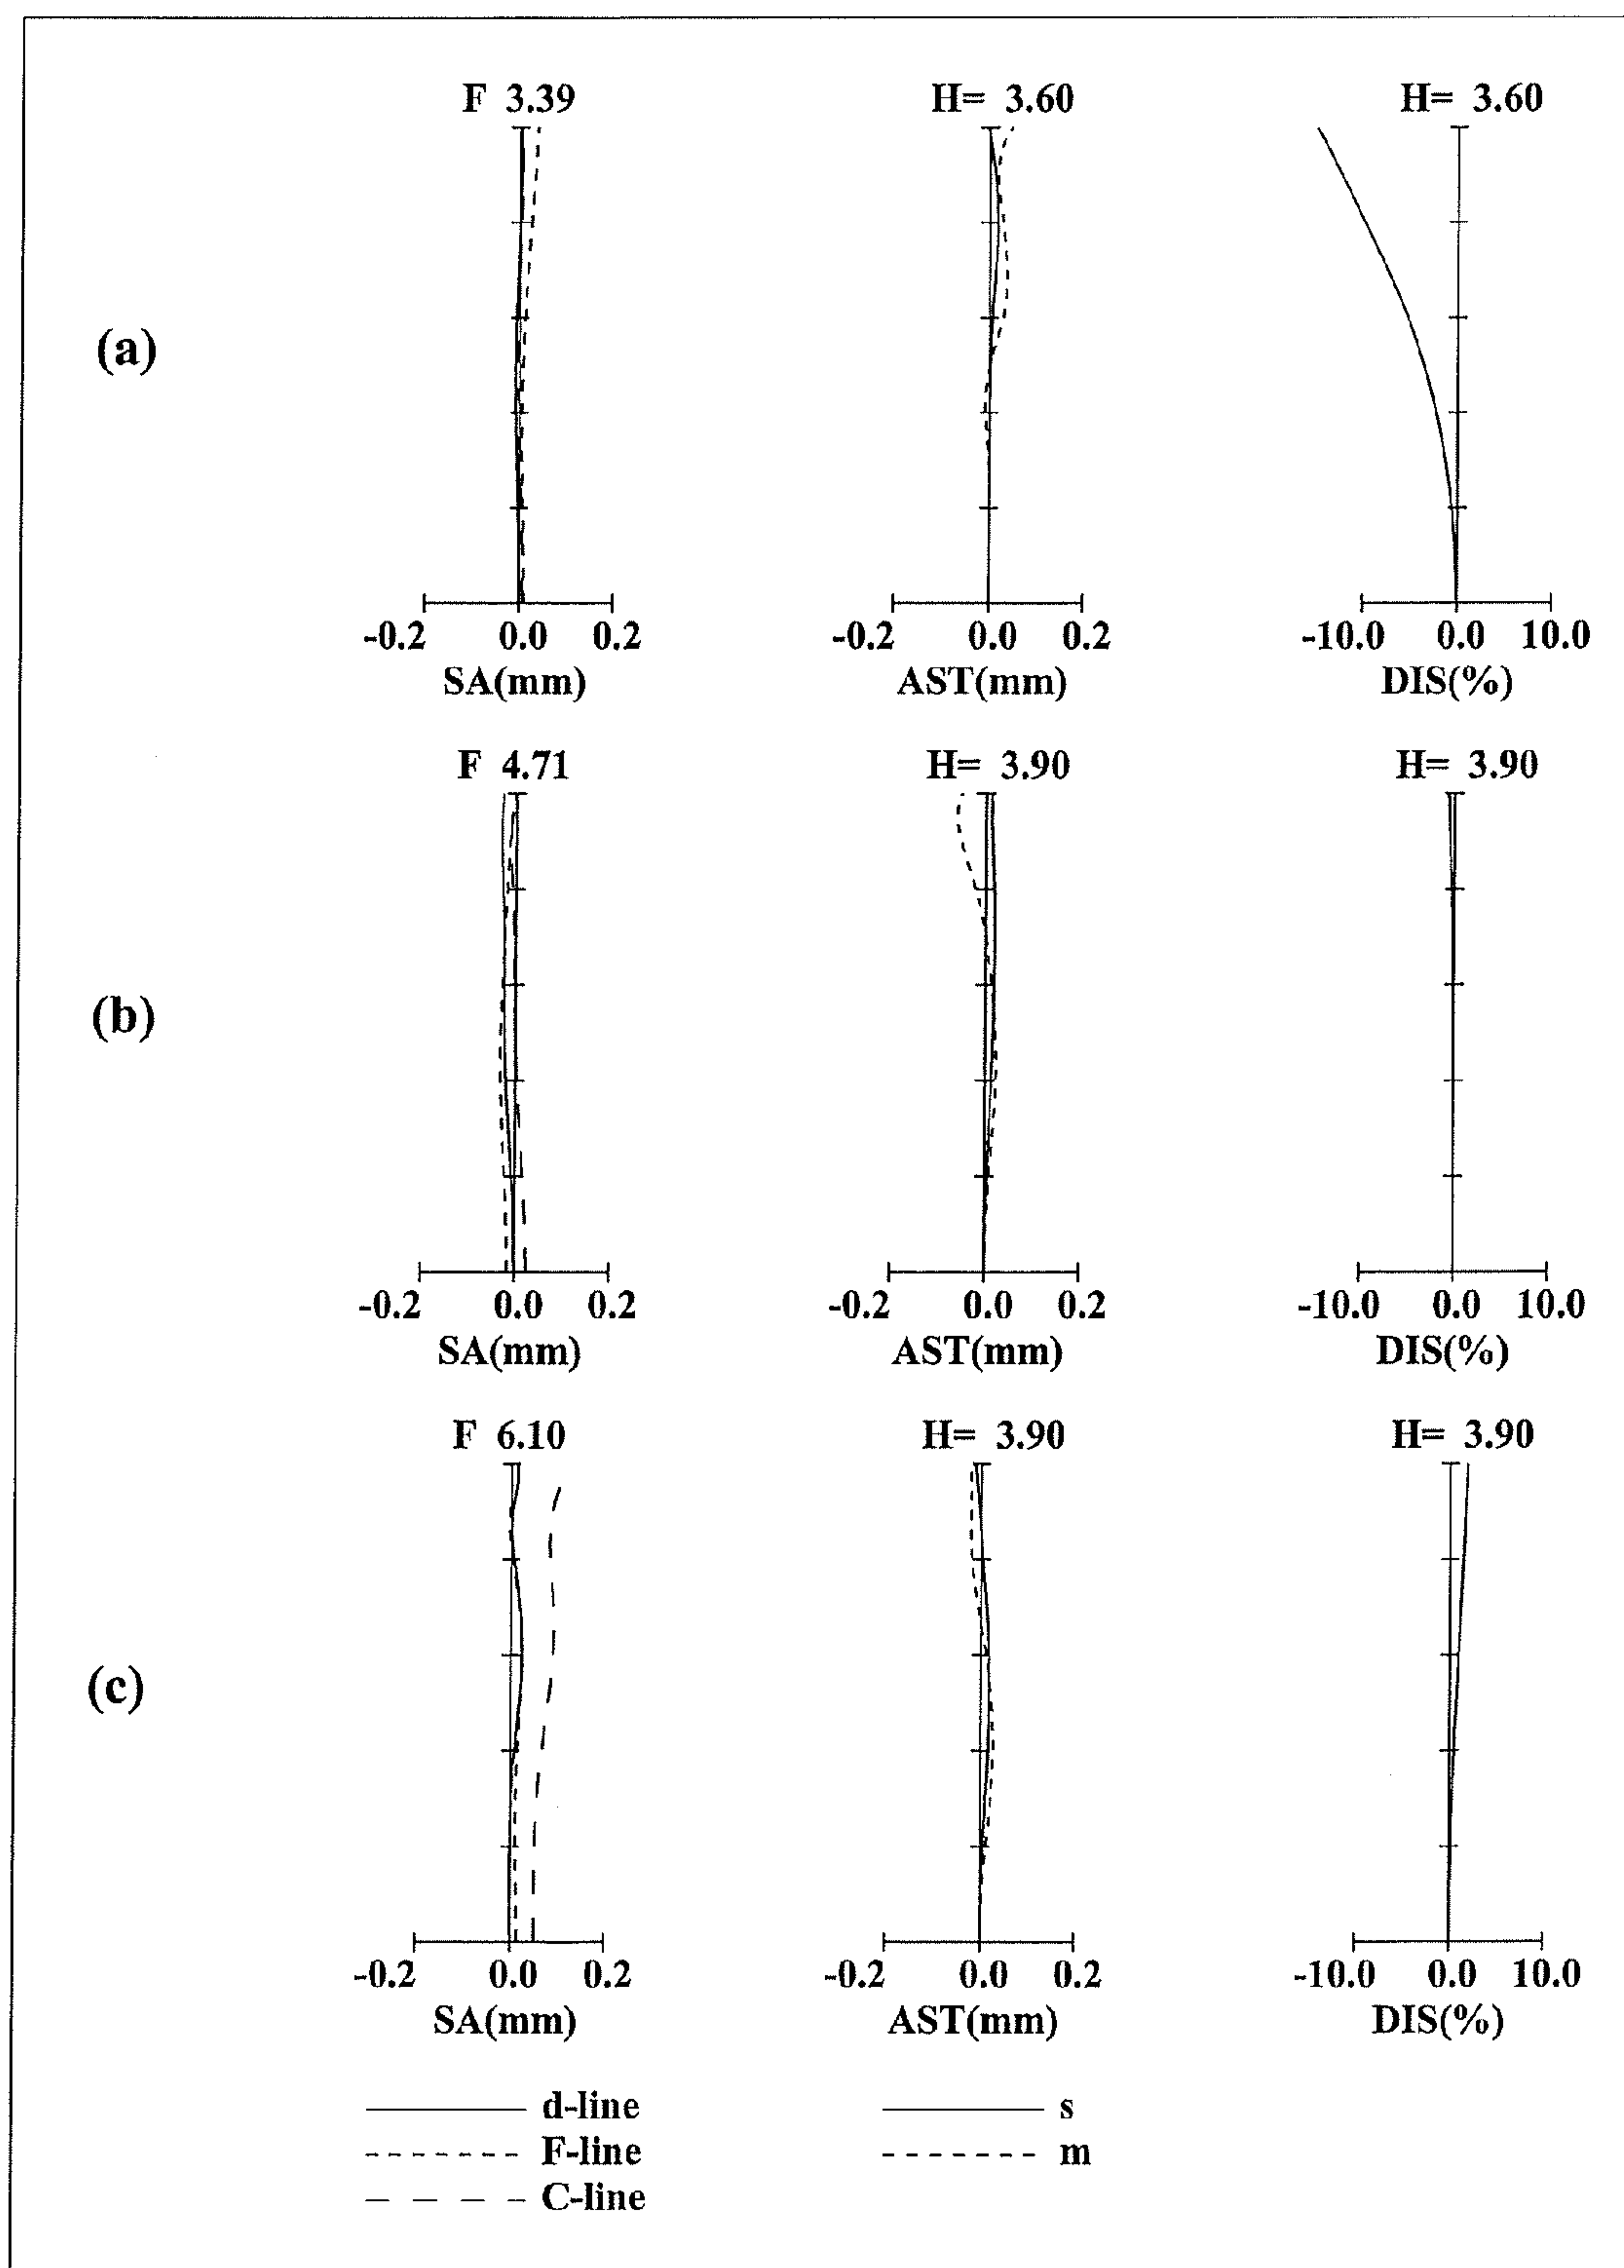 F 3.39 H= 3.60 H= 3.60
(a)
-0.2 0.0 0.2 -0.2 0.0 0.2 -10.0 0.0 10.0
SA(mm) AST(mm) DIS(%)
F 4.71 H= 3.90 H= 3.90
(b)
-0.2 0.0 0.2 -0.2 0.0 0.2 -10.0 0.0 10.0
SA(mm) AST(mm) DIS(%)
F 6.10 H= 3.90 H= 3.90
(c)
-0.2 0.0 0.2 -0.2 0.0 0.2 -10.0 0.0 10.0
SA(mm) AST(mm) DIS(%)
d-line s
F-line m
C-line